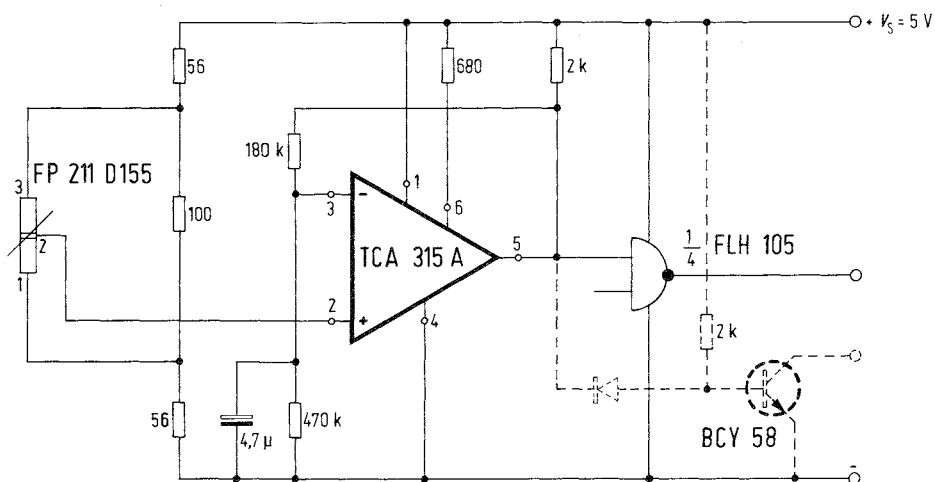 + Vₛ = 5 V
56
680
2 k
180 k
FP 211 D155
3
2
1
100
-
3
1
6
TCA 315 A
5
1/4 FLH 105
2
+
4
2 k
56
4,7 µ
470 k
BCY 58
-